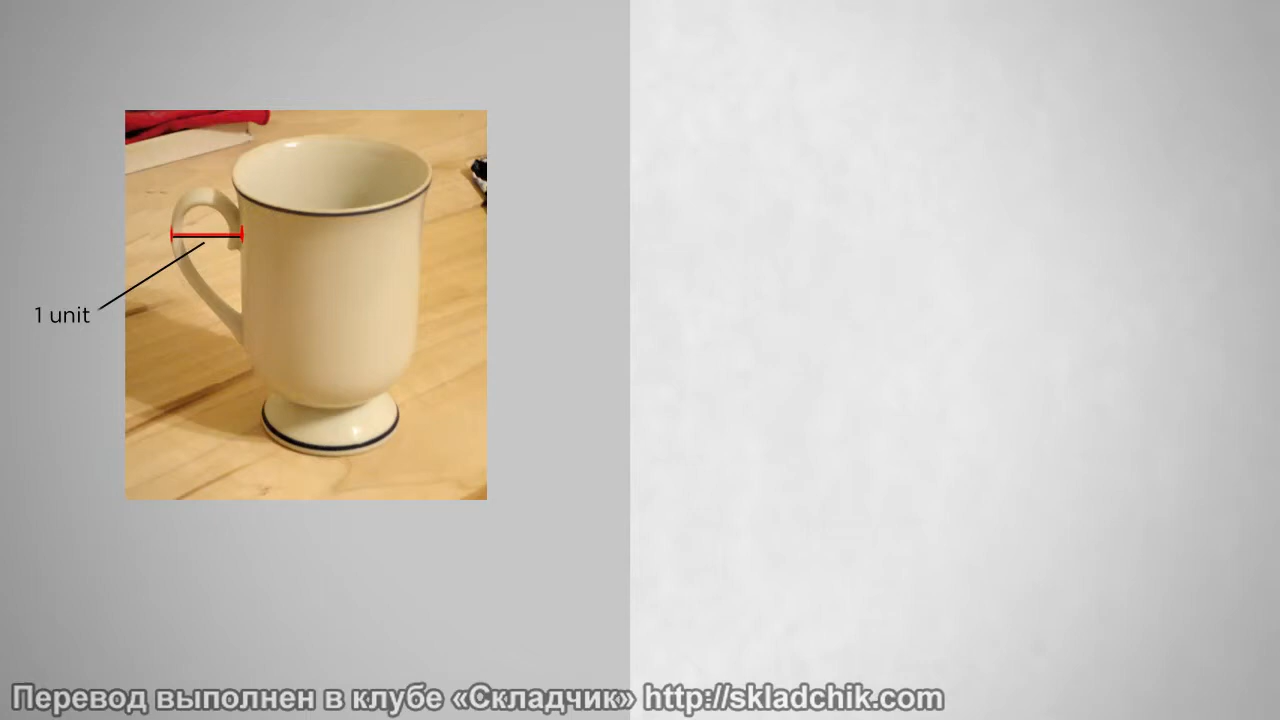 1 unit
Перевод выполнен в клубе «Складчик» http://skladchik.com